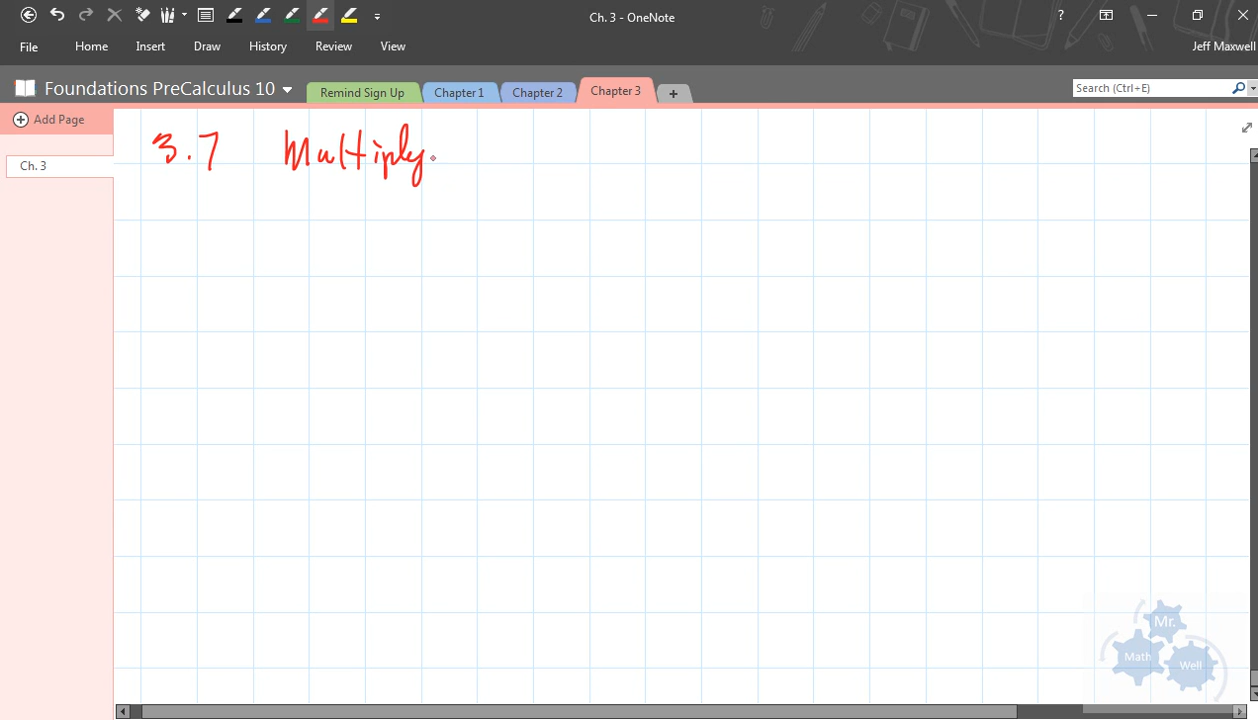 Ch. 3 - OneNote
?
File Home Insert Draw History Review View
Jeff Maxwell
Foundations PreCalculus 10
Remind Sign Up Chapter 1 Chapter 2 Chapter 3 +
Search (Ctrl+E)
Add Page
Ch. 3
3.7 Multiply
Mr.
Math
Well